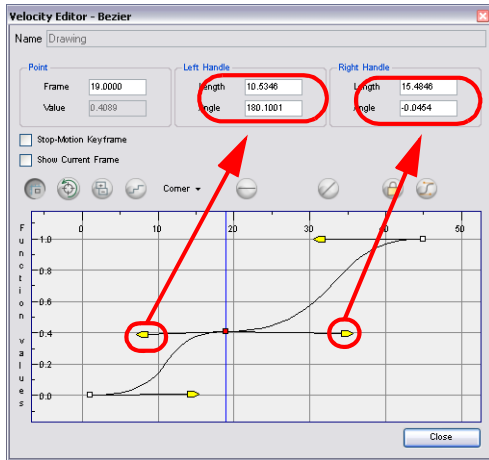 Velocity Editor - Bezier
Name Drawing
Point
Left Handle
Right Handle
Frame 19.0000
Length 10.5346
Length 15.4846
Value 0.4089
Angle 180.1001
Angle -0.0454
Stop-Motion Keyframe
Show Current Frame
Corner
0 10 20 30 40 50
Function values
1.0
0.8
0.6
0.4
0.2
0.0
Close